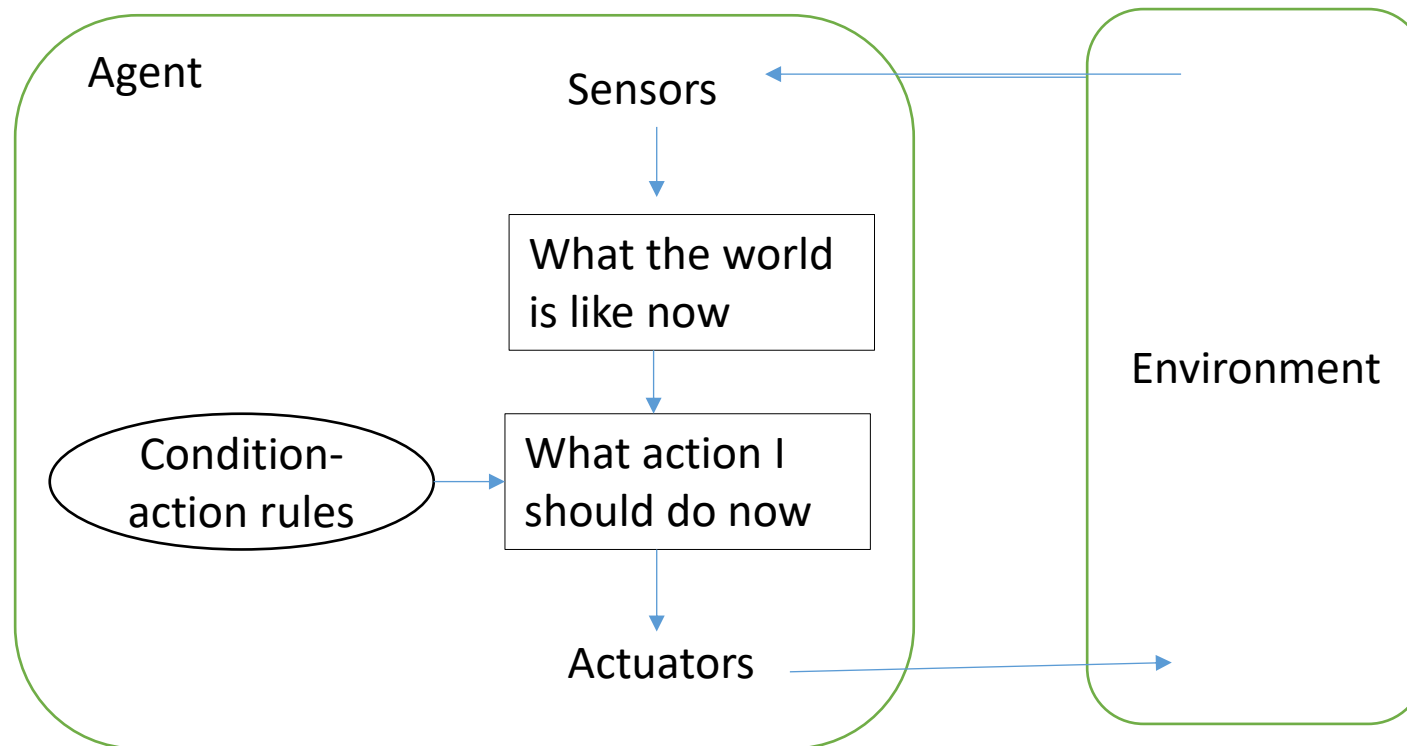 Agent
Sensors
What the world
is like now
Environment
Condition-
action rules
What action I
should do now
Actuators